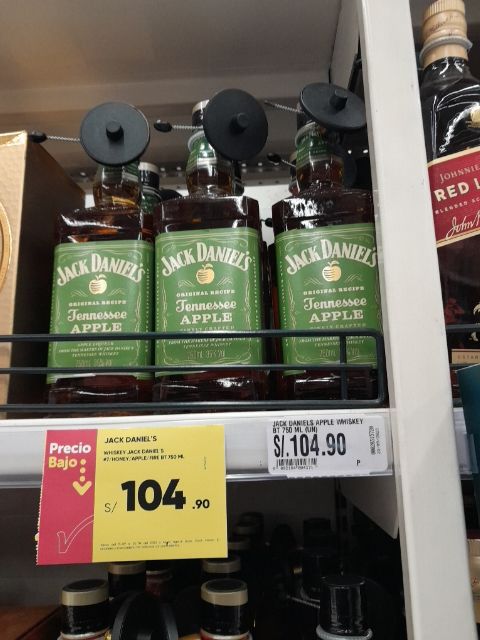 JACK DANIEL'S
ORIGINAL RECIPE
Tennessee
APPLE
JACK DANIEL'S
ORIGINAL RECIPE
Tennessee
APPLE
JACK DANIEL'S
ORIGINAL RECIPE
Tennessee
APPLE
JOHNNIE
RED L
BLENDED SC
Precio
Bajo
JACK DANIEL'S
WHISKEY JACK DANIEL S
#7/HONEY/APPLE/FIRE BT 750 ML
S/ 104.90
JACK DANIELS APPLE WHISKEY
BT 750 ML (UN)
S/.104.90
P